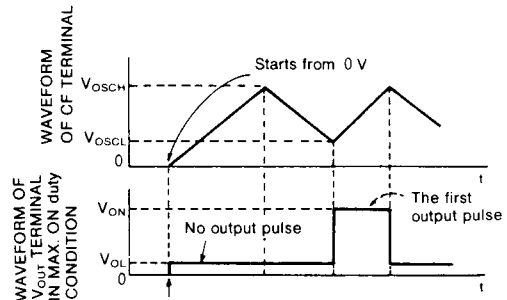 WAVEFORM
OF CF TERMINAL
Starts from 0 V
VOSCH
VOSCL
0
t
WAVEFORM OF
VOUT TERMINAL
IN MAX. ON duty
CONDITION
VON
The first
output pulse
No output pulse
VOL
0
t